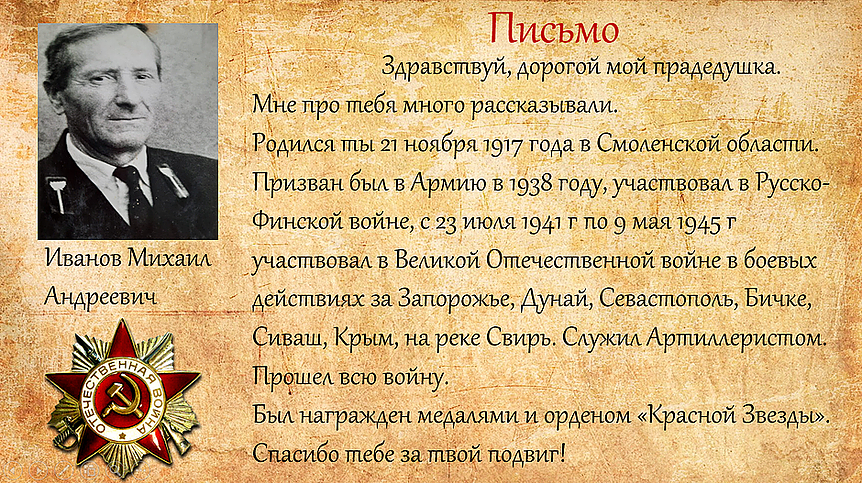 Письмо
Здравствуй, дорогой мой прадедушка.
Мне про тебя много рассказывали.
Родился ты 21 ноября 1917 года в Смоленской области.
Призван был в Армию в 1938 году, участвовал в Русско-
Финской войне, с 23 июля 1941 г по 9 мая 1945 г
участвовал в Великой Отечественной войне в боевых
действиях за Запорожье, Дунай, Севастополь, Бичке,
Сиваш, Крым, на реке Свирь. Служил Артиллеристом.
Прошел всю войну.
Был награжден медалями и орденом «Красной Звезды».
Спасибо тебе за твой подвиг!
Иванов Михаил
Андреевич
ОТЕЧЕСТВЕННАЯ ВОЙНА